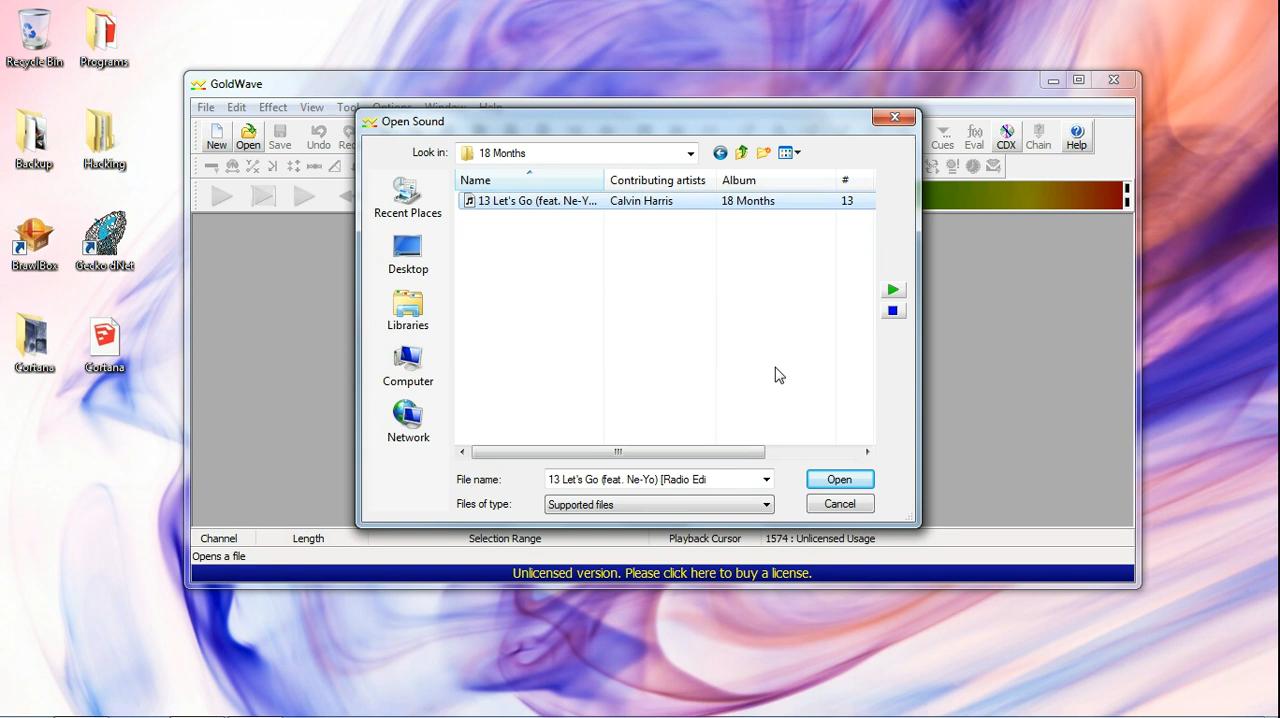 Recycle Bin
Programs
Backup
Hacking
BrawlBox
Gecko dNet
Cortana
Cortana
GoldWave
File Edit Effect View Tool Options Window Help
New Open Save Undo Cues Eval CDX Chain Help
Open Sound
Look in: 18 Months
Name Contributing artists Album #
13 Let's Go (feat. Ne-Y... Calvin Harris 18 Months 13
Recent Places
Desktop
Libraries
Computer
Network
File name: 13 Let's Go (feat. Ne-Yo) [Radio Edi Open
Files of type: Supported files Cancel
Channel Length Selection Range Playback Cursor 1574 : Unlicensed Usage
Opens a file
Unlicensed version. Please click here to buy a license.